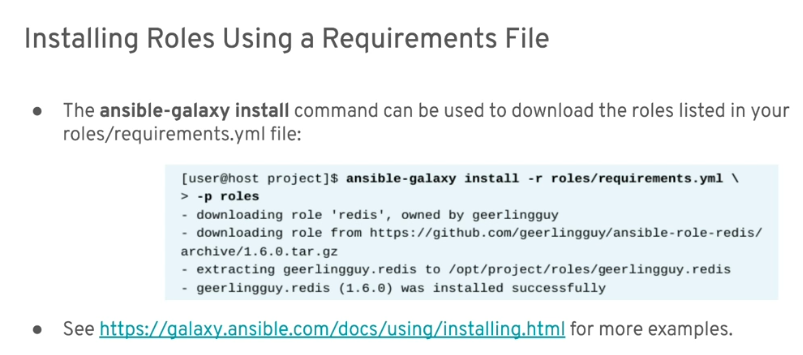 Installing Roles Using a Requirements File
● The ansible-galaxy install command can be used to download the roles listed in your
roles/requirements.yml file:
[user@host project]$ ansible-galaxy install -r roles/requirements.yml \
> -p roles
- downloading role 'redis', owned by geerlingguy
- downloading role from https://github.com/geerlingguy/ansible-role-redis/
archive/1.6.0.tar.gz
- extracting geerlingguy.redis to /opt/project/roles/geerlingguy.redis
- geerlingguy.redis (1.6.0) was installed successfully
● See https://galaxy.ansible.com/docs/using/installing.html for more examples.